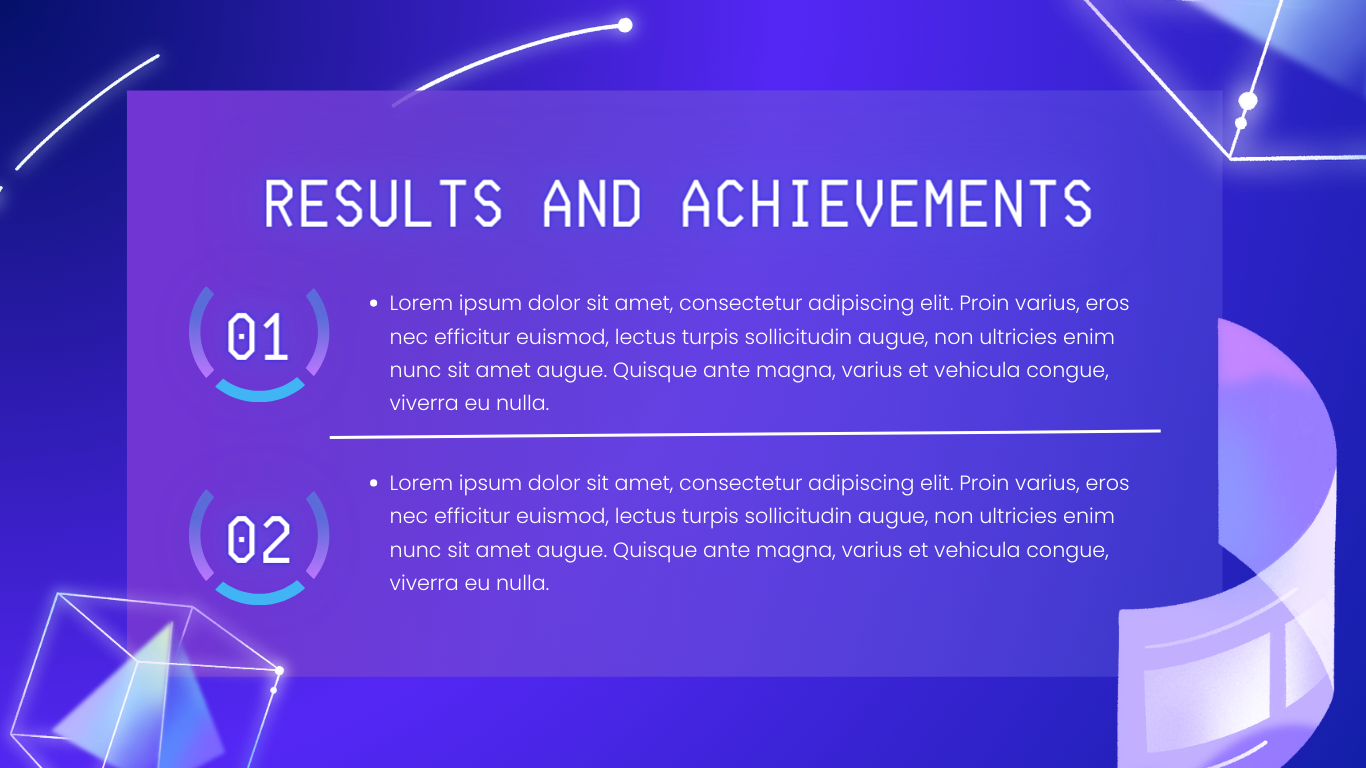 RESULTS AND ACHIEVEMENTS
01
• Lorem ipsum dolor sit amet, consectetur adipiscing elit. Proin varius, eros
nec efficitur euismod, lectus turpis sollicitudin augue, non ultricies enim
nunc sit amet augue. Quisque ante magna, varius et vehicula congue,
viverra eu nulla.
02
• Lorem ipsum dolor sit amet, consectetur adipiscing elit. Proin varius, eros
nec efficitur euismod, lectus turpis sollicitudin augue, non ultricies enim
nunc sit amet augue. Quisque ante magna, varius et vehicula congue,
viverra eu nulla.